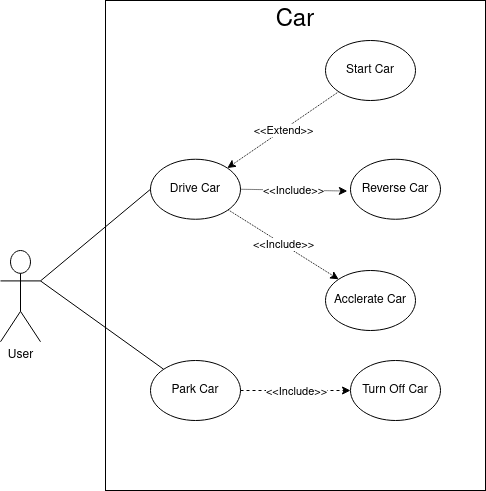 Car
Start Car
<<Extend>>
Drive Car
<<Include>>
Reverse Car
<<Include>>
Acclerate Car
User
Park Car
<<Include>>
Turn Off Car